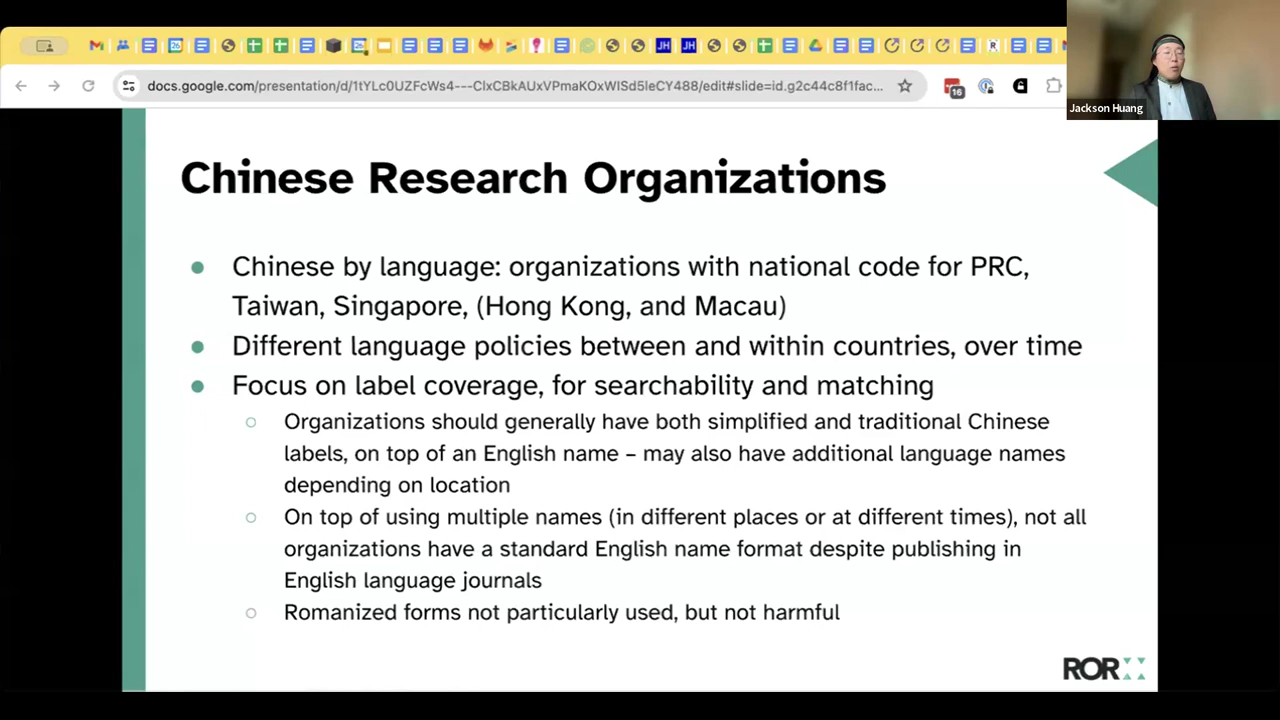 docs.google.com/presentation/d/1tYLc0UZFcWs4---ClxCBkAUxVPmaKOxWISd5leCY488/edit#slide=id.g2c44c8f1fac...
16
Jackson Huang
Chinese Research Organizations
● Chinese by language: organizations with national code for PRC,
Taiwan, Singapore, (Hong Kong, and Macau)
● Different language policies between and within countries, over time
● Focus on label coverage, for searchability and matching
○ Organizations should generally have both simplified and traditional Chinese
labels, on top of an English name – may also have additional language names
depending on location
○ On top of using multiple names (in different places or at different times), not all
organizations have a standard English name format despite publishing in
English language journals
○ Romanized forms not particularly used, but not harmful
ROR